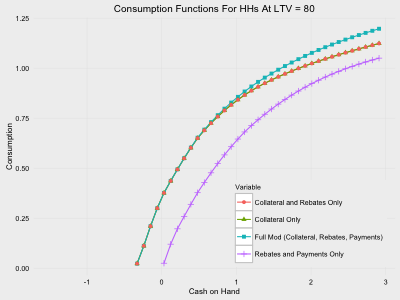 Consumption Functions For HHs At LTV = 80
1.25
1.00
0.75
0.50
0.25
0.00
Consumption
-1
0
1
2
3
Cash on Hand
Variable
Collateral and Rebates Only
Collateral Only
Full Mod (Collateral, Rebates, Payments)
Rebates and Payments Only